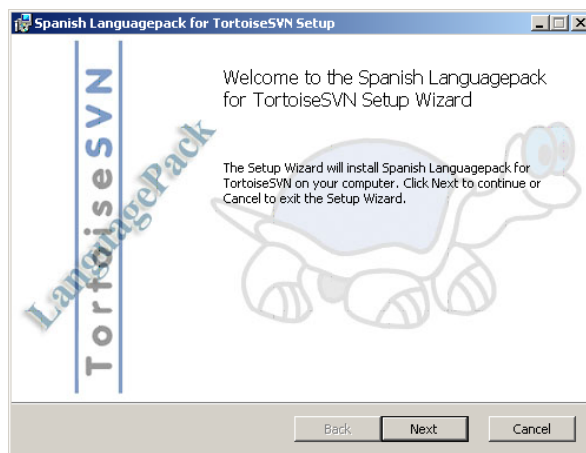 Spanish Languagepack for TortoiseSVN Setup
TortoiseSVN
LanguagePack
Welcome to the Spanish Languagepack
for TortoiseSVN Setup Wizard
The Setup Wizard will install Spanish Languagepack for
TortoiseSVN on your computer. Click Next to continue or
Cancel to exit the Setup Wizard.
Back
Next
Cancel